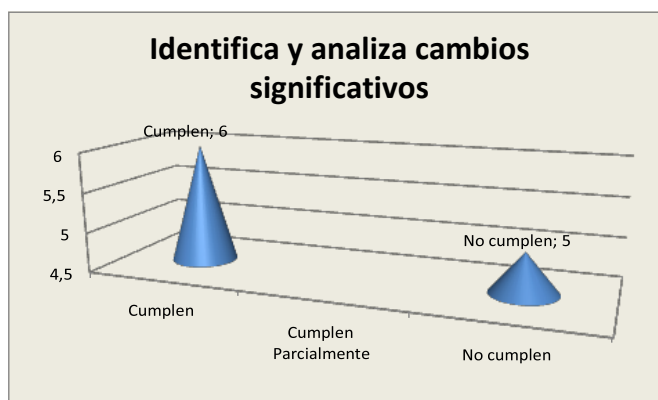 Identifica y analiza cambios
significativos
Cumplen; 6
6
5,5
5
4,5
No cumplen; 5
Cumplen
Cumplen
Parcialmente
No cumplen